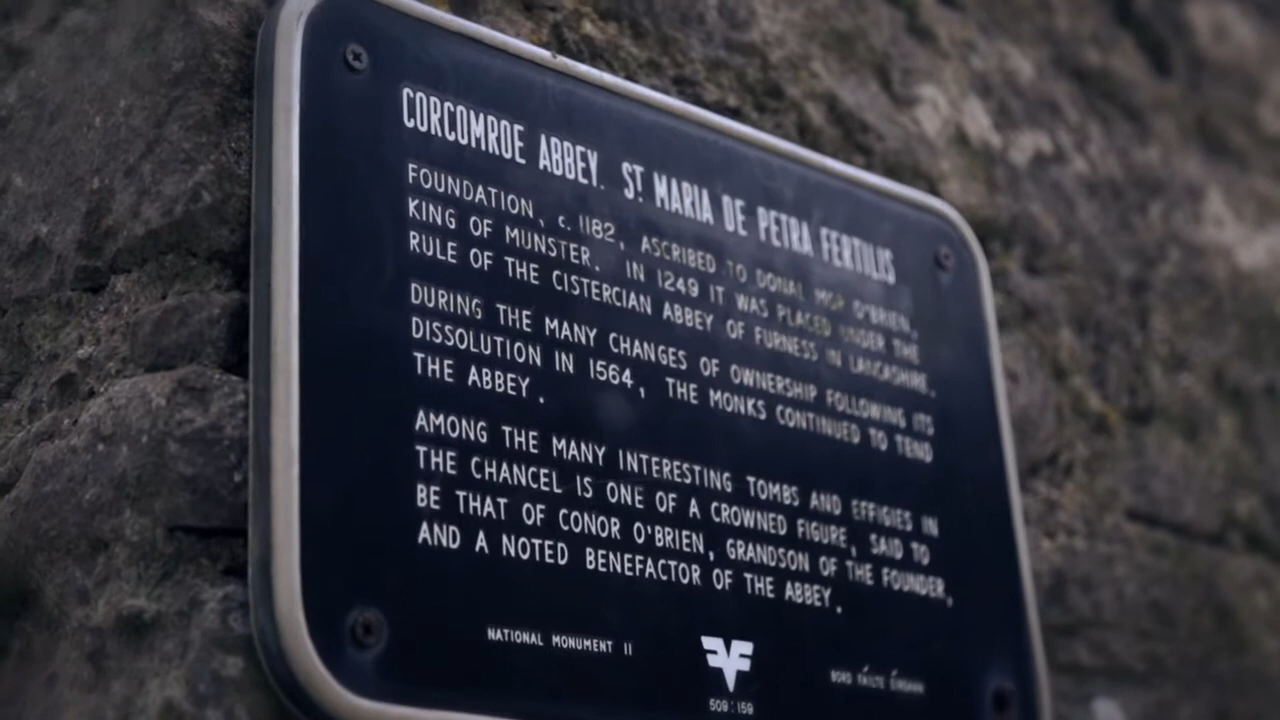 CORCOMROE ABBEY. ST. MARIA DE PETRA FERTILIS
FOUNDATION, c. 1182, ASCRIBED TO DONAL MOR O'BRIEN,
KING OF MUNSTER. IN 1249 IT WAS PLACED UNDER THE
RULE OF THE CISTERCIAN ABBEY OF FURNESS IN LANCASHIRE.
DURING THE MANY CHANGES OF OWNERSHIP FOLLOWING ITS
DISSOLUTION IN 1564, THE MONKS CONTINUED TO TEND
THE ABBEY.
AMONG THE MANY INTERESTING TOMBS AND EFFIGIES IN
THE CHANCEL IS ONE OF A CROWNED FIGURE, SAID TO
BE THAT OF CONOR O'BRIEN, GRANDSON OF THE FOUNDER,
AND A NOTED BENEFACTOR OF THE ABBEY.
NATIONAL MONUMENT 11
BORD FÁILTE ÉIREANN
509:159